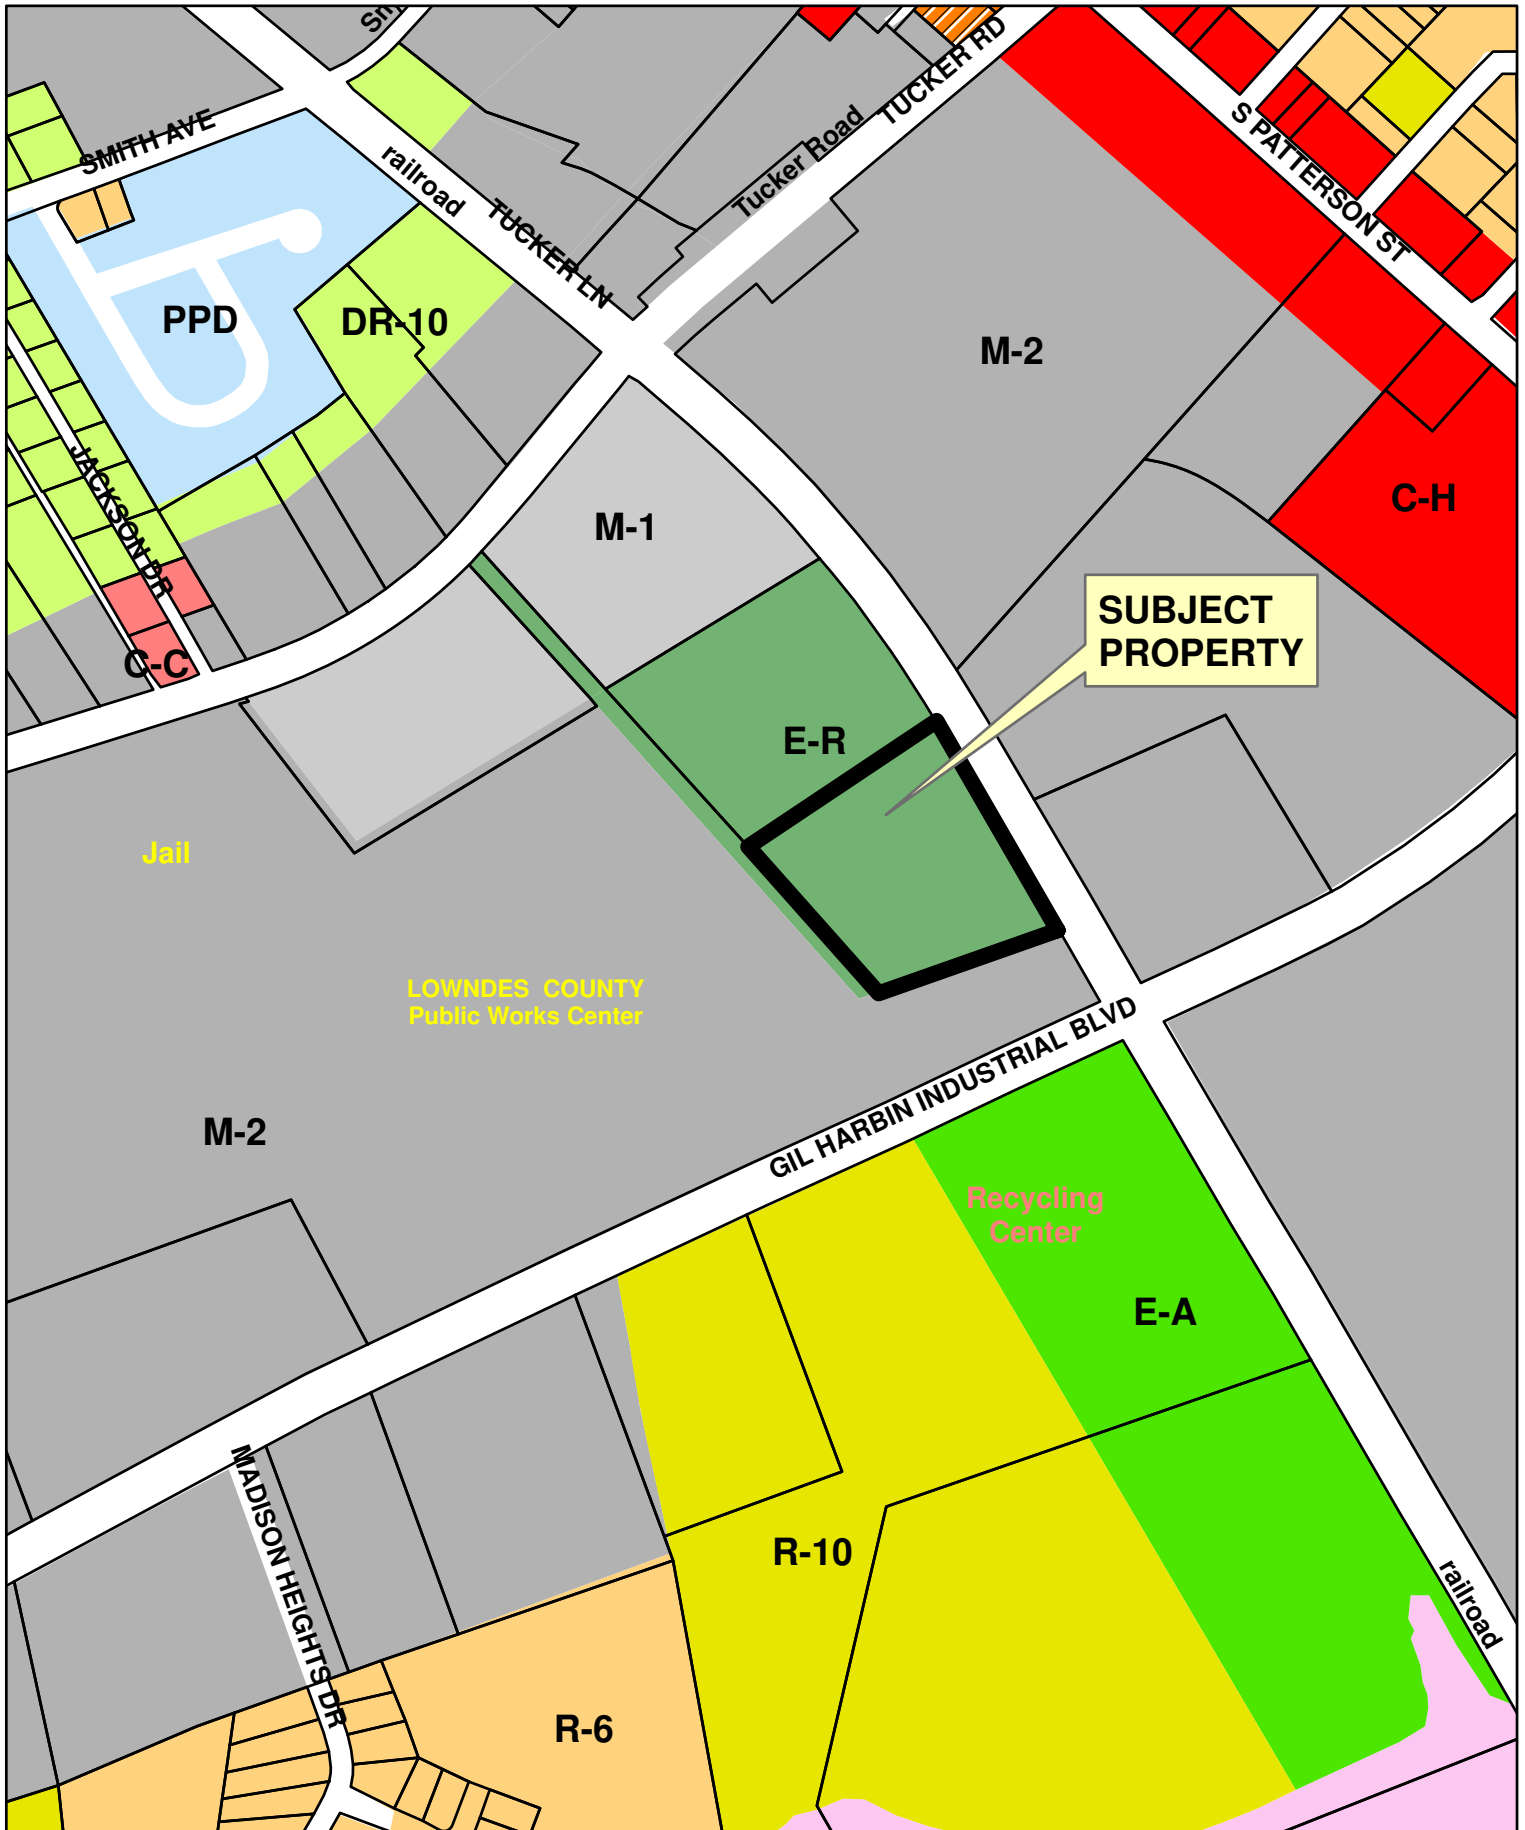 TUCKER RD
SMITH AVE
Tucker Road
S PATTERSON ST
railroad
TUCKER LN
PPD
DR-10
M-2
JACKSON DR
C-H
M-1
SUBJECT
PROPERTY
C-C
E-R
Jail
LOWNDES COUNTY
Public Works Center
GIL HARBIN INDUSTRIAL BLVD
M-2
Recycling
Center
E-A
MADISON HEIGHTS DR
R-10
railroad
R-6